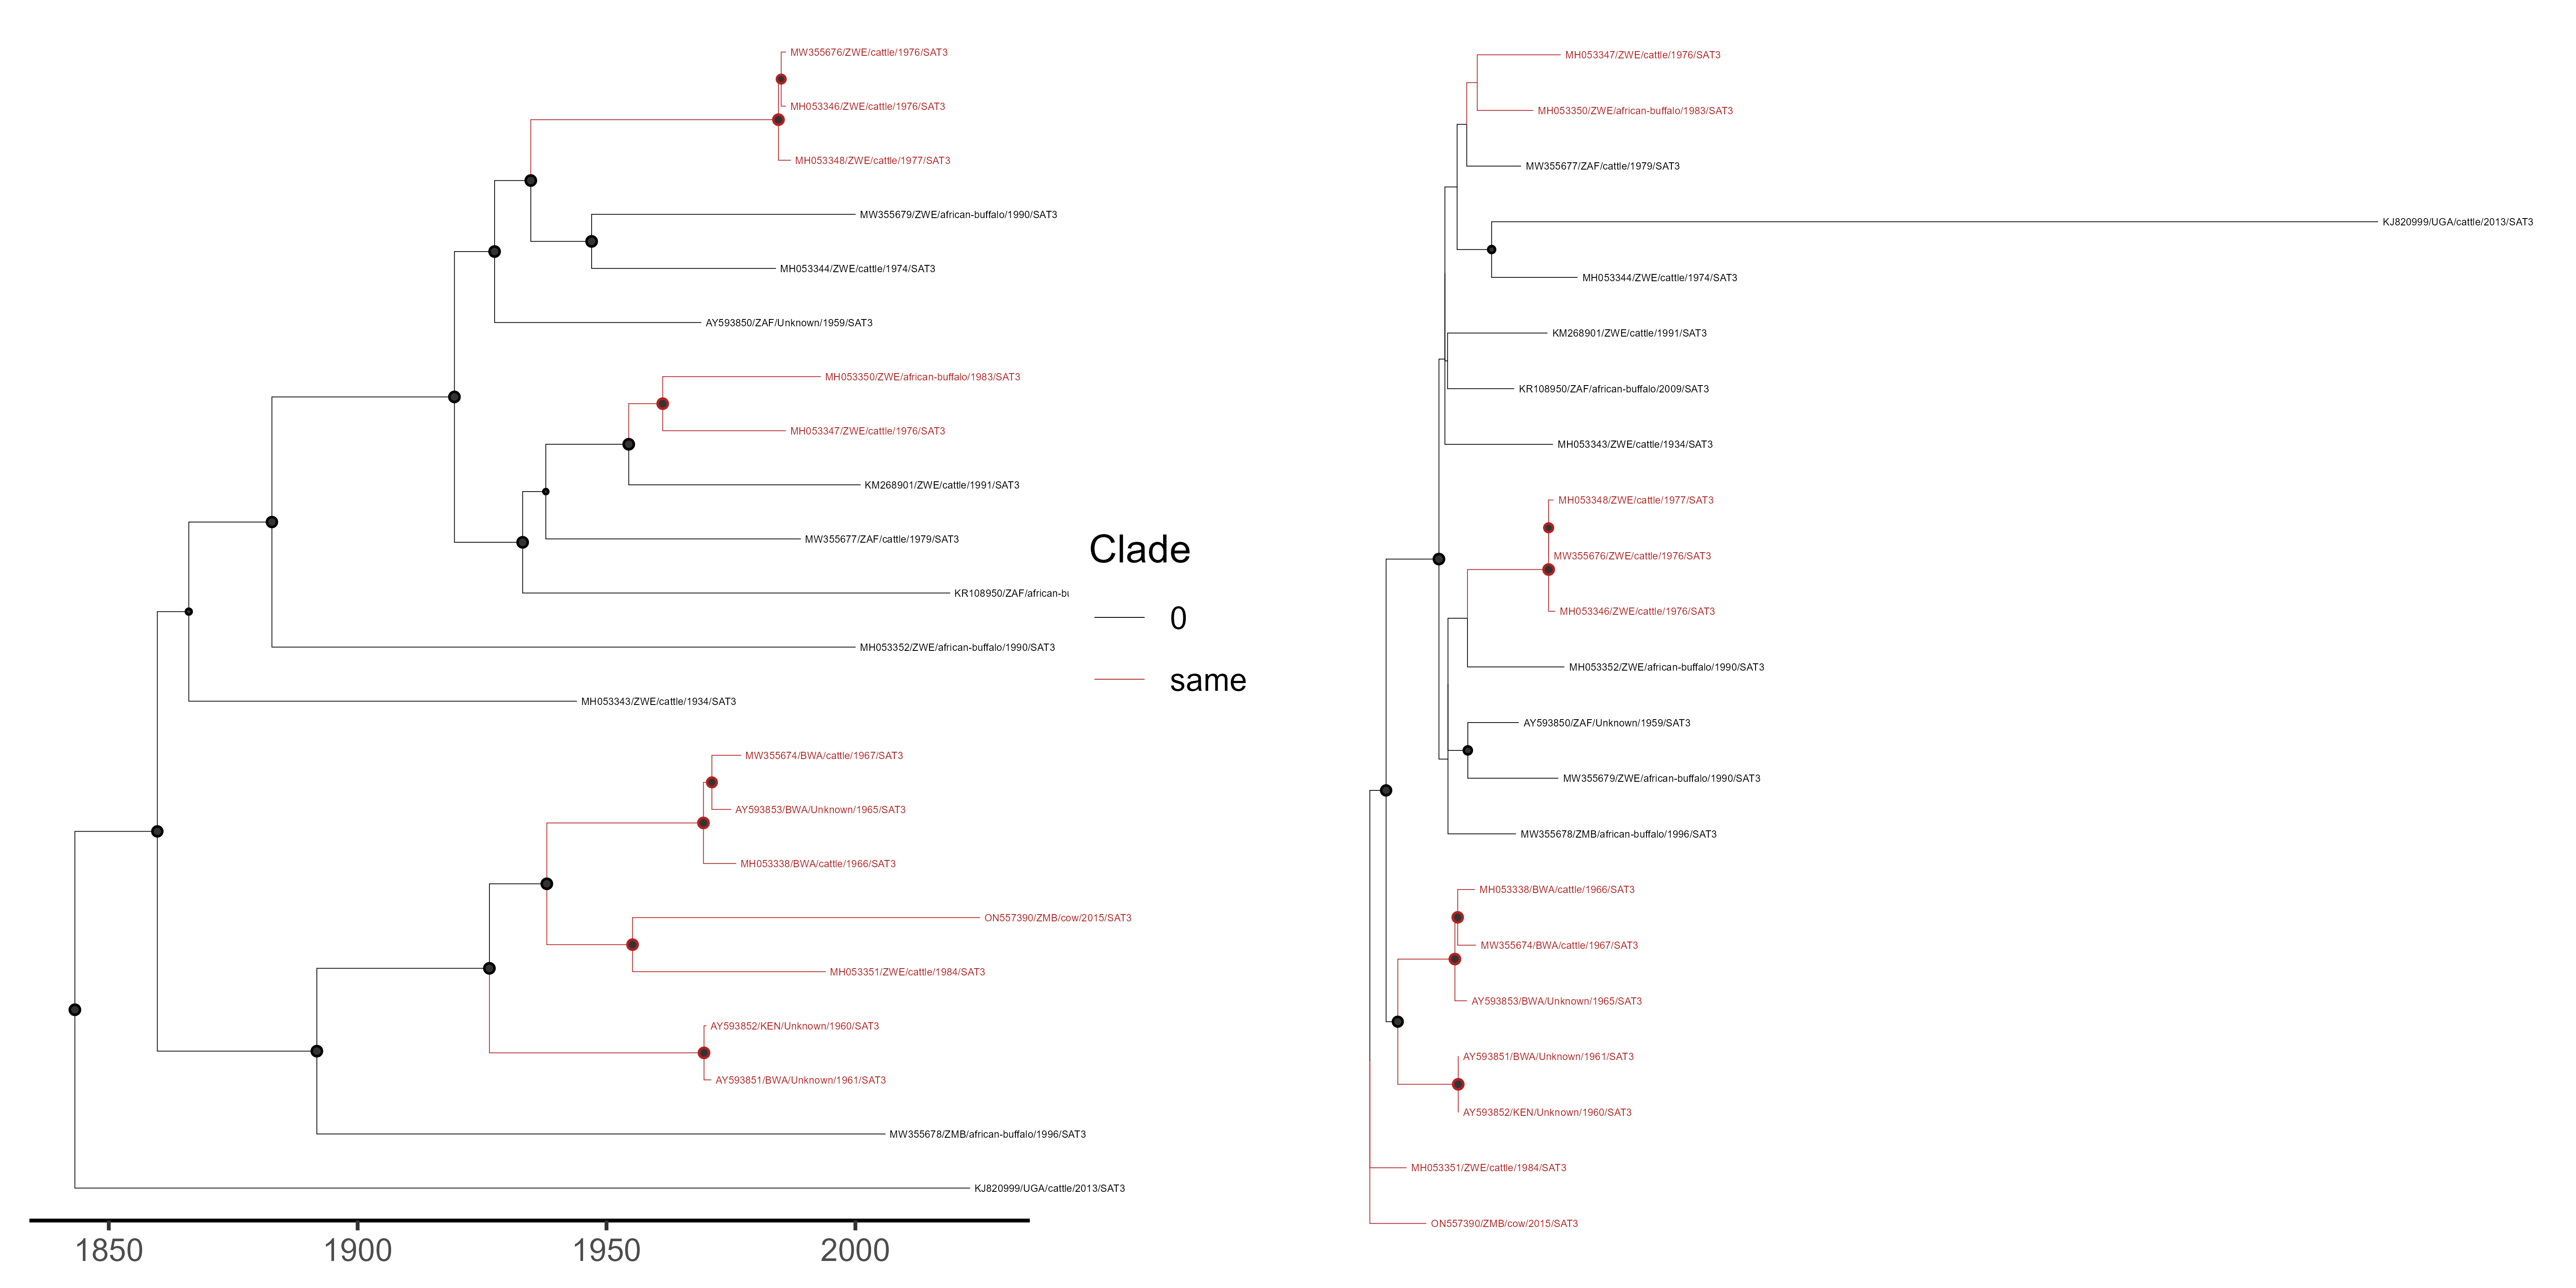 MW355676/ZWE/cattle/1976/SAT3
MH053346/ZWE/cattle/1976/SAT3
MH053348/ZWE/cattle/1977/SAT3
MW355679/ZWE/african-buffalo/1990/SAT3
MH053344/ZWE/cattle/1974/SAT3
AY593850/ZAF/Unknown/1959/SAT3
MH053350/ZWE/african-buffalo/1983/SAT3
MH053347/ZWE/cattle/1976/SAT3
KM268901/ZWE/cattle/1991/SAT3
MW355677/ZAF/cattle/1979/SAT3
KR108950/ZAF/african-bu
MH053352/ZWE/african-buffalo/1990/SAT3
MH053343/ZWE/cattle/1934/SAT3
MW355674/BWA/cattle/1967/SAT3
AY593853/BWA/Unknown/1965/SAT3
MH053338/BWA/cattle/1966/SAT3
ON557390/ZMB/cow/2015/SAT3
MH053351/ZWE/cattle/1984/SAT3
AY593852/KEN/Unknown/1960/SAT3
AY593851/BWA/Unknown/1961/SAT3
MW355678/ZMB/african-buffalo/1996/SAT3
KJ820999/UGA/cattle/2013/SAT3
1850 1900 1950 2000
Clade
0
same
MH053347/ZWE/cattle/1976/SAT3
MH053350/ZWE/african-buffalo/1983/SAT3
MW355677/ZAF/cattle/1979/SAT3
KJ820999/UGA/cattle/2013/SAT3
MH053344/ZWE/cattle/1974/SAT3
KM268901/ZWE/cattle/1991/SAT3
KR108950/ZAF/african-buffalo/2009/SAT3
MH053343/ZWE/cattle/1934/SAT3
MH053348/ZWE/cattle/1977/SAT3
MW355676/ZWE/cattle/1976/SAT3
MH053346/ZWE/cattle/1976/SAT3
MH053352/ZWE/african-buffalo/1990/SAT3
AY593850/ZAF/Unknown/1959/SAT3
MW355679/ZWE/african-buffalo/1990/SAT3
MW355678/ZMB/african-buffalo/1996/SAT3
MH053338/BWA/cattle/1966/SAT3
MW355674/BWA/cattle/1967/SAT3
AY593853/BWA/Unknown/1965/SAT3
AY593851/BWA/Unknown/1961/SAT3
AY593852/KEN/Unknown/1960/SAT3
MH053351/ZWE/cattle/1984/SAT3
ON557390/ZMB/cow/2015/SAT3